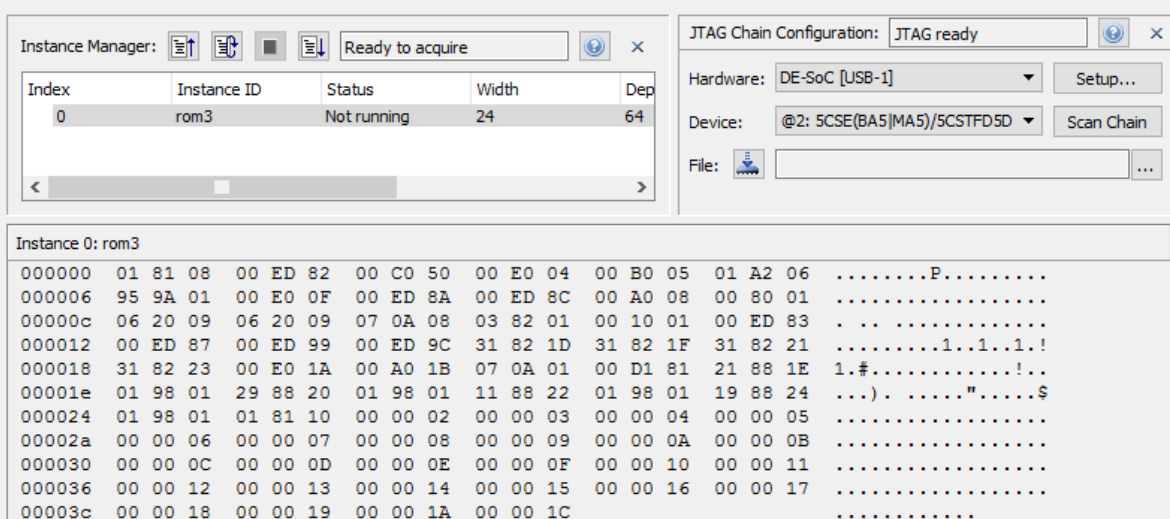 Instance Manager: Ready to acquire
Index Instance ID Status Width Dep
0 rom3 Not running 24 64
JTAG Chain Configuration: JTAG ready
Hardware: DE-SoC [USB-1] Setup...
Device: @2: 5CSE(BA5|MA5)/5CSTFD5D Scan Chain
File: ...
Instance 0: rom3
000000 01 81 08 00 ED 82 00 C0 50 00 E0 04 00 B0 05 01 A2 06 ........P.........
000006 95 9A 01 00 E0 0F 00 ED 8A 00 ED 8C 00 A0 08 00 80 01 ..................
00000c 06 20 09 06 20 09 07 0A 08 03 82 01 00 10 01 00 ED 83 . .. .............
000012 00 ED 87 00 ED 99 00 ED 9C 31 82 1D 31 82 1F 31 82 21 .........1..1..1.!
000018 31 82 23 00 E0 1A 00 A0 1B 07 0A 01 00 D1 81 21 88 1E 1.#............!..
00001e 01 98 01 29 88 20 01 98 01 11 88 22 01 98 01 19 88 24 ...). .....".....$
000024 01 98 01 01 81 10 00 00 02 00 00 03 00 00 04 00 00 05 ..................
00002a 00 00 06 00 00 07 00 00 08 00 00 09 00 00 0A 00 00 0B ..................
000030 00 00 0C 00 00 0D 00 00 0E 00 00 0F 00 00 10 00 00 11 ..................
000036 00 00 12 00 00 13 00 00 14 00 00 15 00 00 16 00 00 17 ..................
00003c 00 00 18 00 00 19 00 00 1A 00 00 1C ............